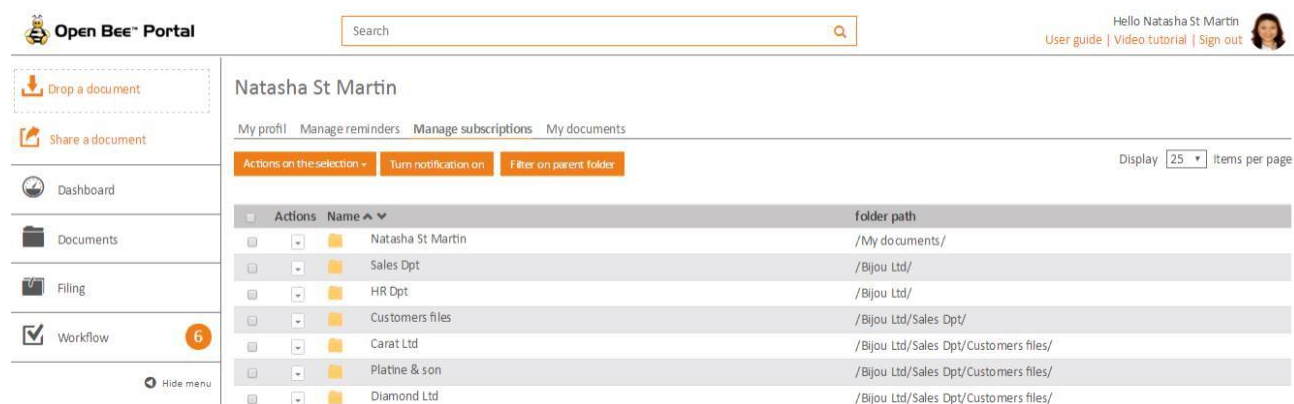 Open Bee™ Portal
Search
Hello Natasha St Martin
User guide | Video tutorial | Sign out
Drop a document
Share a document
Dashboard
Documents
Filing
Workflow 6
Hide menu
Natasha St Martin
My profil Manage reminders Manage subscriptions My documents
Actions on the selection Turn notification on Filter on parent folder
Display 25 items per page
Actions Name folder path
Natasha St Martin /My documents/
Sales Dpt /Bijou Ltd/
HR Dpt /Bijou Ltd/
Customers files /Bijou Ltd/Sales Dpt/
Carat Ltd /Bijou Ltd/Sales Dpt/Customers files/
Platine & son /Bijou Ltd/Sales Dpt/Customers files/
Diamond Ltd /Bijou Ltd/Sales Dpt/Customers files/